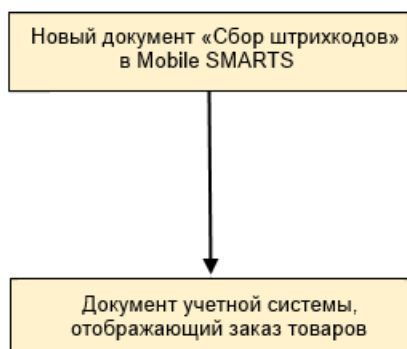 Новый документ «Сбор штрихкодов»
в Mobile SMARTS
Документ учетной системы,
отображающий заказ товаров